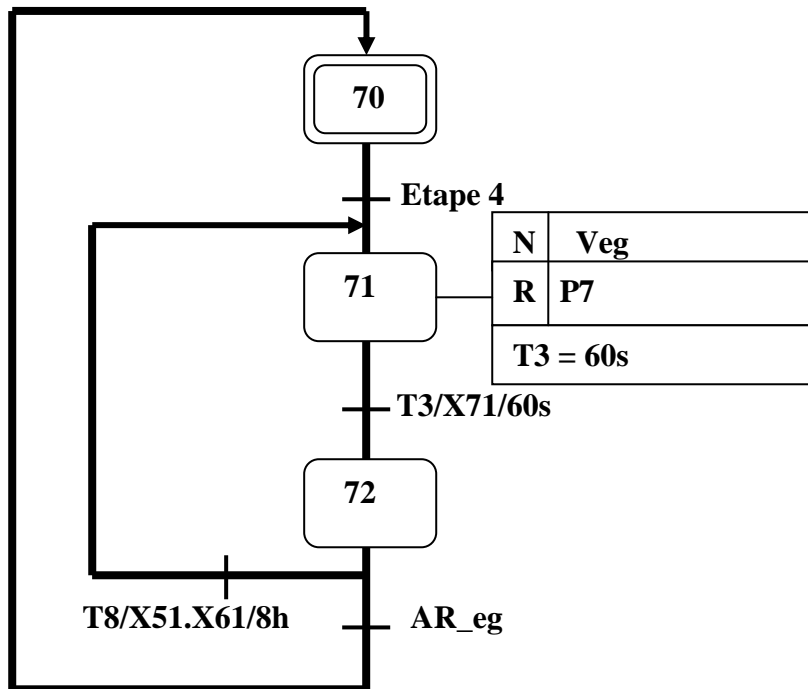 70
Etape 4
N Veg
71
R P7
T3 = 60s
T3/X71/60s
72
T8/X51.X61/8h
AR_eg